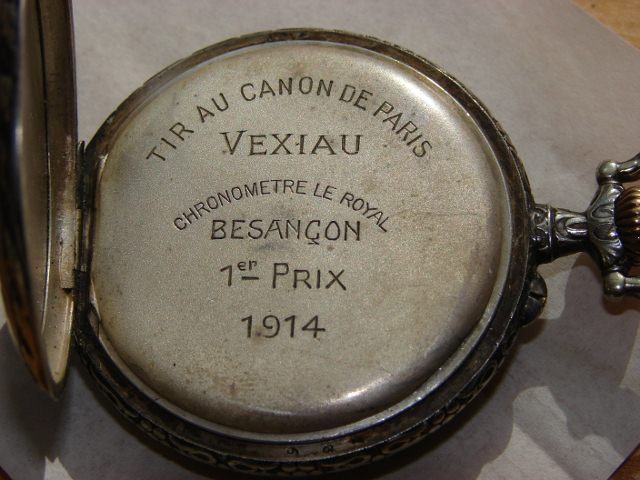 TIR AU CANON DE PARIS
VEXIAU
CHRONOMETRE LE ROYAL
BESANÇON
1er PRIX
1914